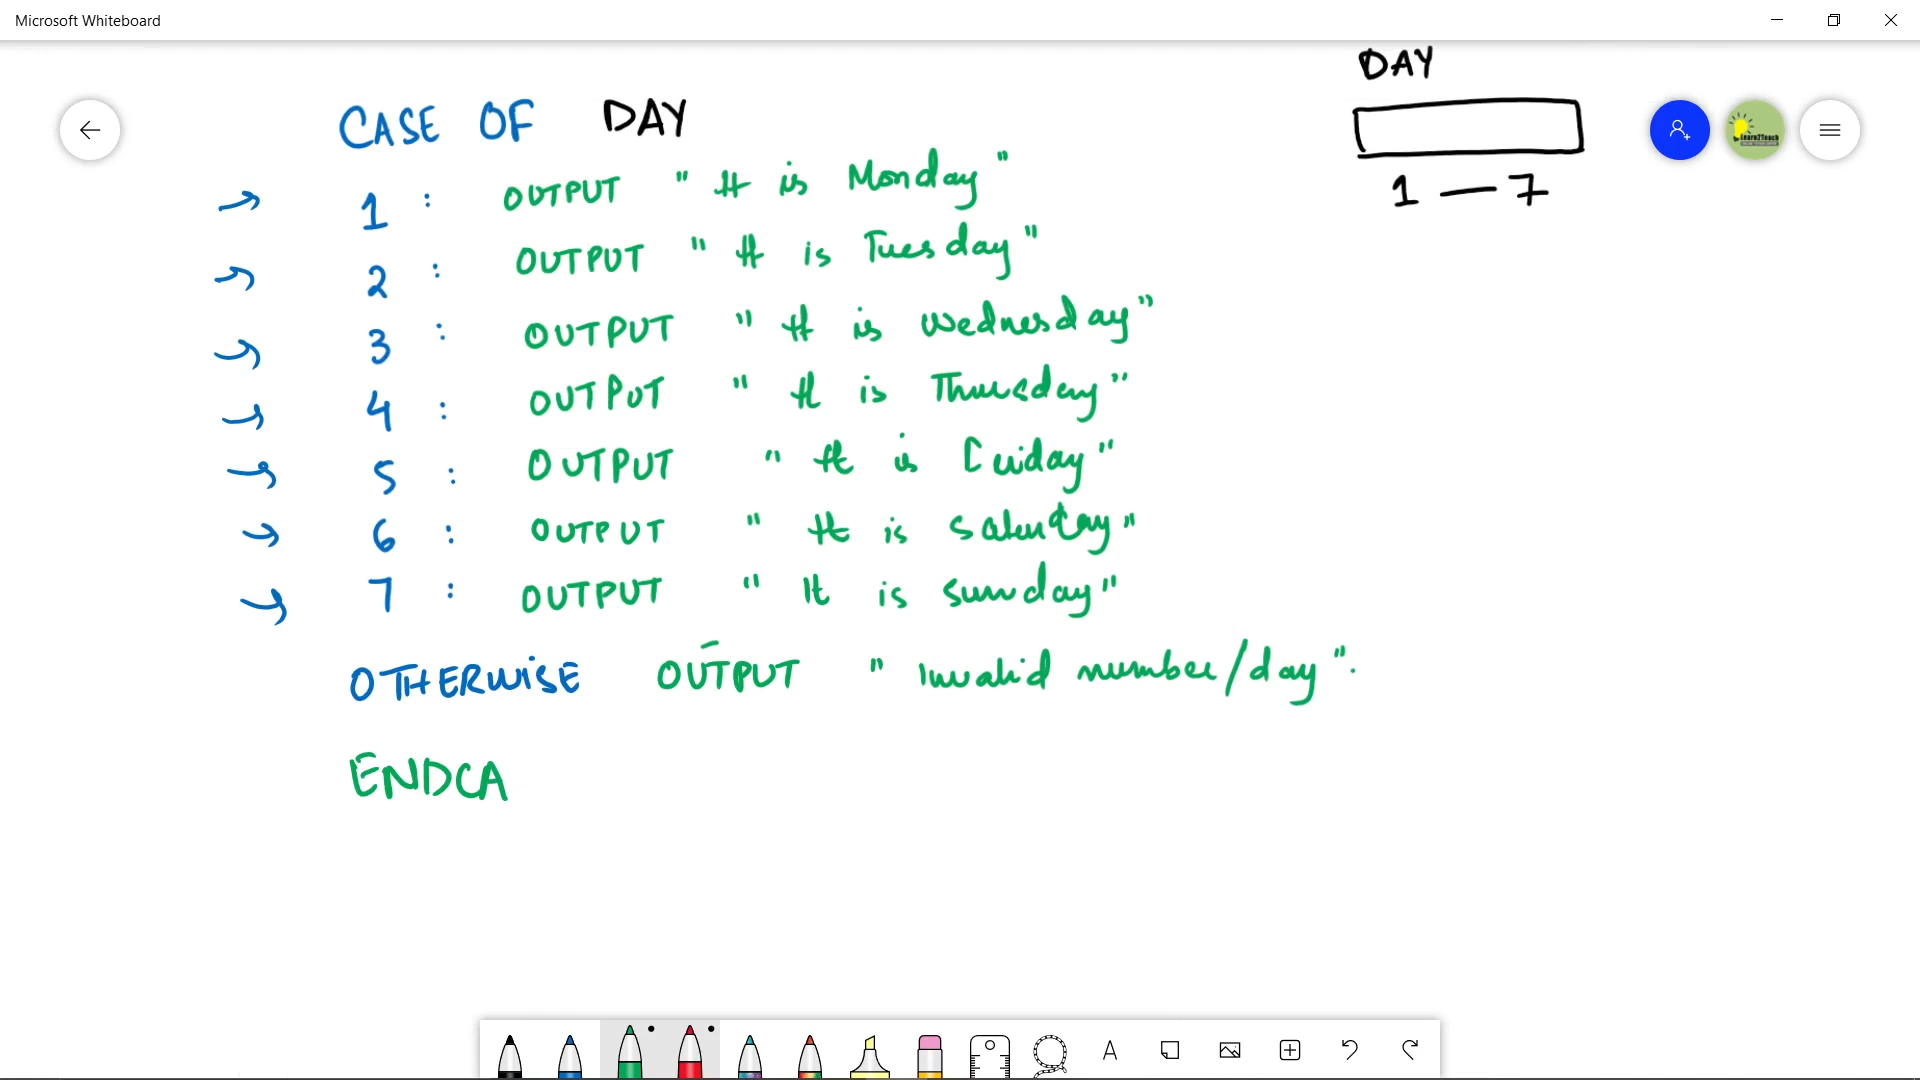 Microsoft Whiteboard
DAY
CASE OF DAY
1 — 7
1 : OUTPUT "It is Monday"
2 : OUTPUT "It is Tuesday"
3 : OUTPUT "It is Wednesday"
4 : OUTPUT "It is Thursday"
5 : OUTPUT "It is Friday"
6 : OUTPUT "It is Saturday"
7 : OUTPUT "It is Sunday"
OTHERWISE OUTPUT "Invalid number/day".
ENDCA
Learn2Teach